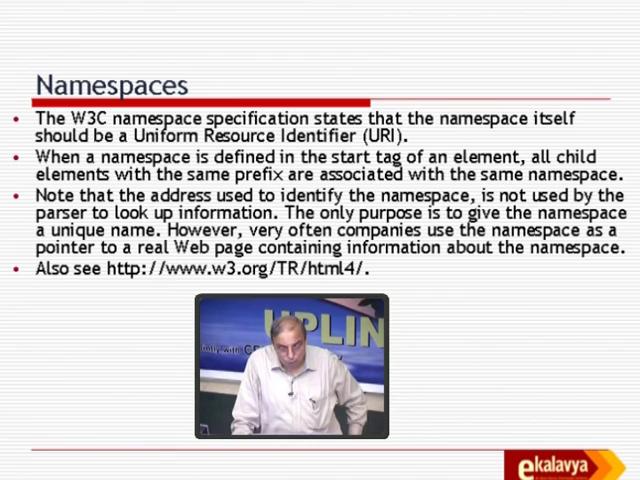 Namespaces
• The W3C namespace specification states that the namespace itself
should be a Uniform Resource Identifier (URI).
• When a namespace is defined in the start tag of an element, all child
elements with the same prefix are associated with the same namespace.
• Note that the address used to identify the namespace, is not used by the
parser to look up information. The only purpose is to give the namespace
a unique name. However, very often companies use the namespace as a
pointer to a real Web page containing information about the namespace.
• Also see http://www.w3.org/TR/html4/.
UPLIN
with
ekalavya